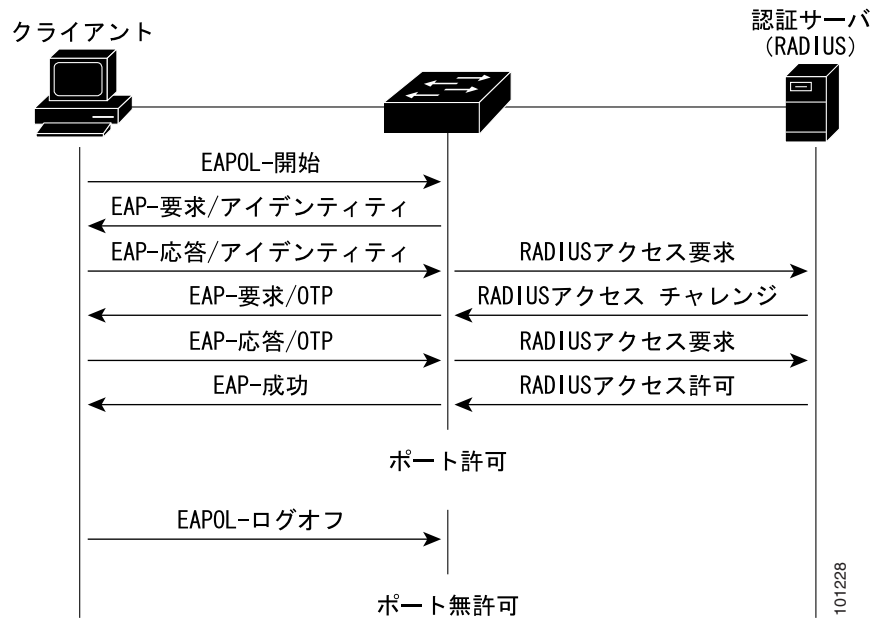 クライアント
認証サーバ
(RADIUS)
EAPOL-開始
EAP-要求/アイデンティティ
EAP-応答/アイデンティティ
RADIUSアクセス要求
EAP-要求/OTP
RADIUSアクセス チャレンジ
EAP-応答/OTP
RADIUSアクセス要求
EAP-成功
RADIUSアクセス許可
ポート許可
EAPOL-ログオフ
ポート無許可
101228